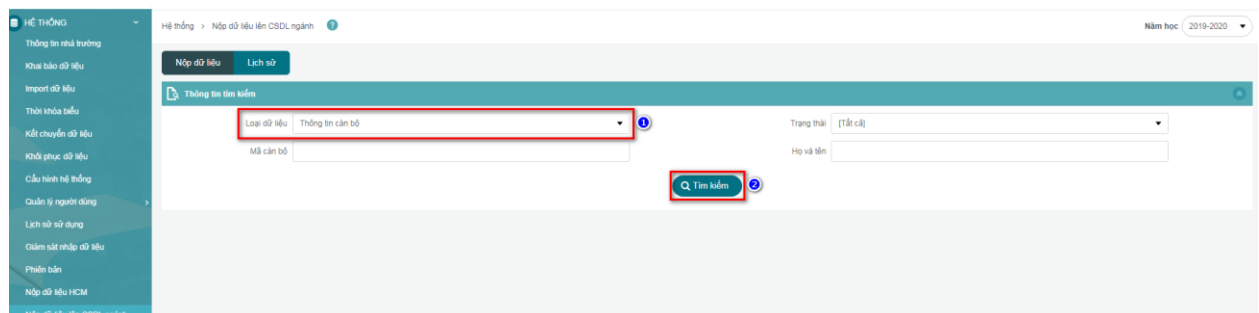 HỆ THỐNG
Hệ thống > Nộp dữ liệu lên CSDL ngành ?
Năm học 2019-2020
Thông tin nhà trường
Khai báo dữ liệu
Import dữ liệu
Thời khóa biểu
Kết chuyển dữ liệu
Khôi phục dữ liệu
Cấu hình hệ thống
Quản lý người dùng
Lịch sử sử dụng
Giám sát nhập dữ liệu
Phiên bản
Nộp dữ liệu HCM
Nộp dữ liệu Lịch sử
Thông tin tìm kiếm
Loại dữ liệu Thông tin cán bộ 1
Trạng thái [Tất cả]
Mã cán bộ
Họ và tên
Tìm kiếm 2